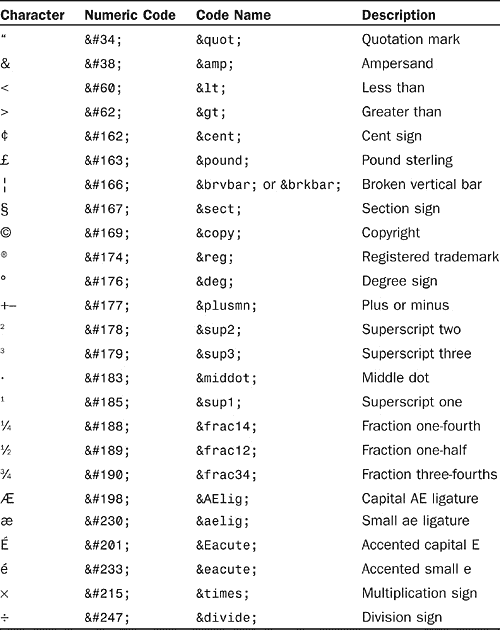 Character Numeric Code Code Name Description
“ &#34; &quot; Quotation mark
& &#38; &amp; Ampersand
< &#60; &lt; Less than
> &#62; &gt; Greater than
¢ &#162; &cent; Cent sign
£ &#163; &pound; Pound sterling
¦ &#166; &brvbar; or &brkbar; Broken vertical bar
§ &#167; &sect; Section sign
© &#169; &copy; Copyright
® &#174; &reg; Registered trademark
° &#176; &deg; Degree sign
+− &#177; &plusmn; Plus or minus
² &#178; &sup2; Superscript two
³ &#179; &sup3; Superscript three
· &#183; &middot; Middle dot
¹ &#185; &sup1; Superscript one
¼ &#188; &frac14; Fraction one-fourth
½ &#189; &frac12; Fraction one-half
¾ &#190; &frac34; Fraction three-fourths
Æ &#198; &AElig; Capital AE ligature
æ &#230; &aelig; Small ae ligature
É &#201; &Eacute; Accented capital E
é &#233; &eacute; Accented small e
× &#215; &times; Multiplication sign
÷ &#247; &divide; Division sign